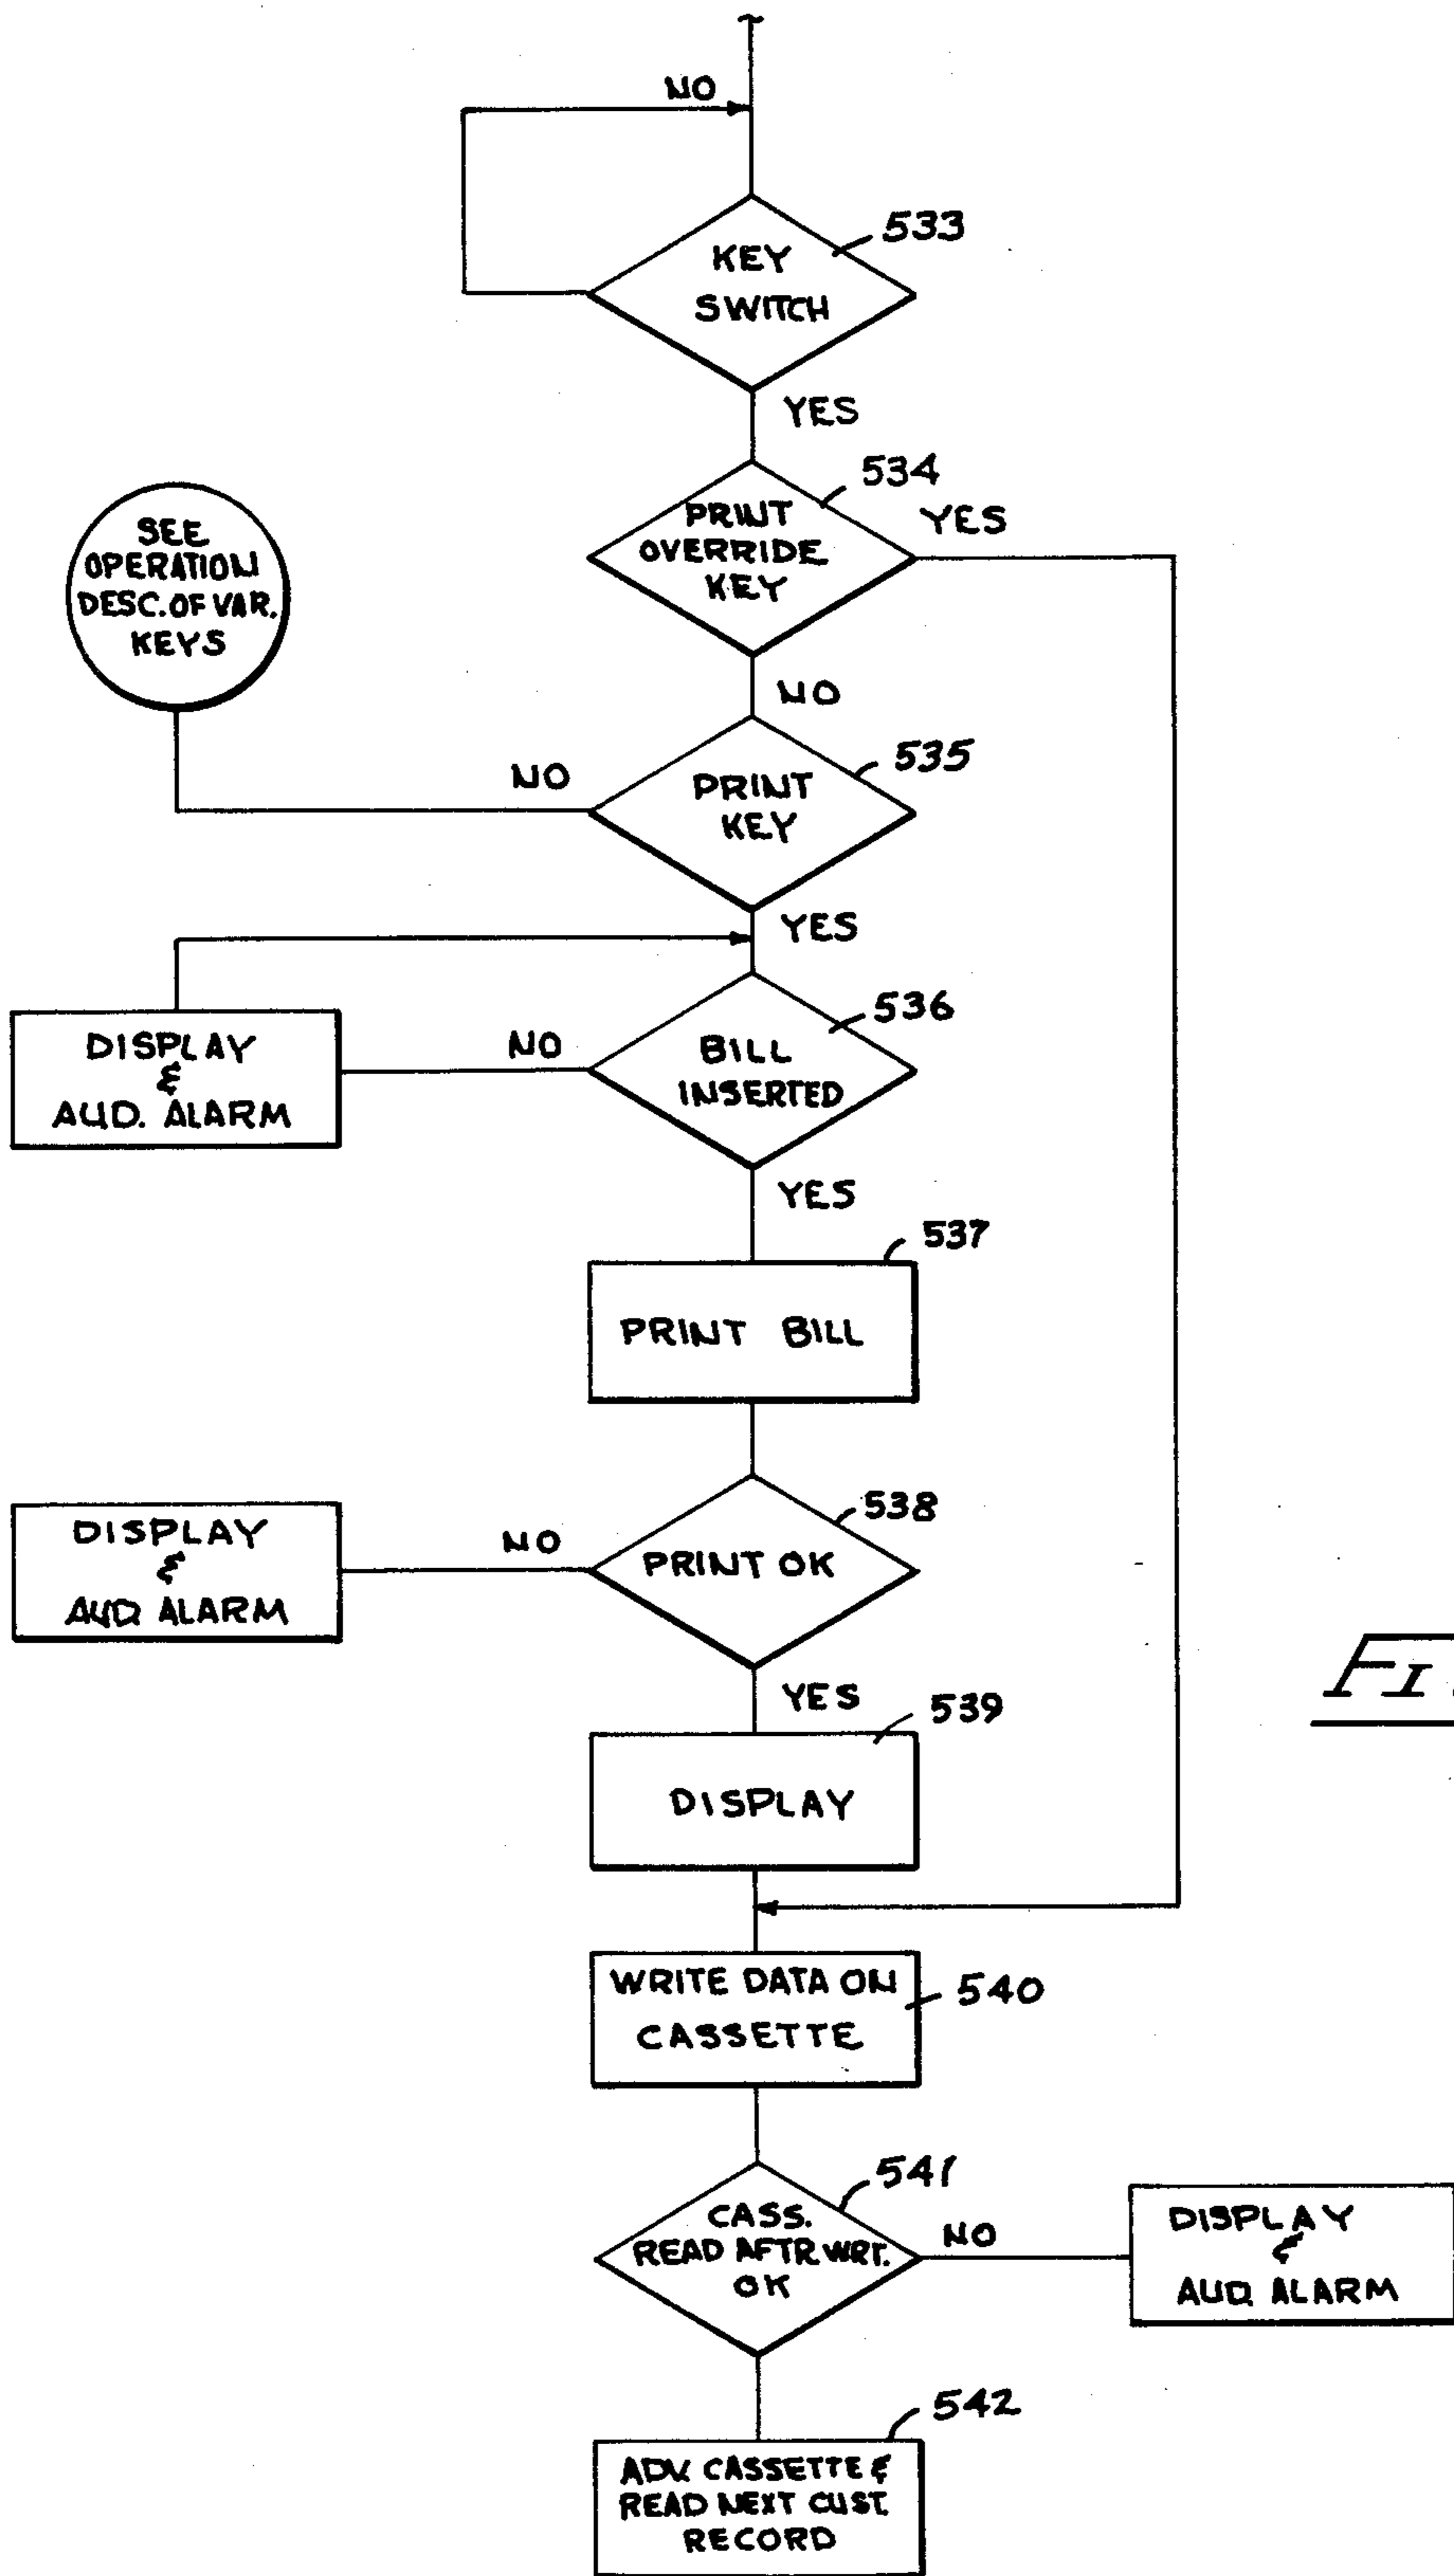 NO
533
KEY
SWITCH
YES
534
PRINT
OVERRIDE
KEY
YES
SEE
OPERATION
DESC. OF VAR.
KEYS
NO
535
NO
PRINT
KEY
YES
536
DISPLAY
&
AUD. ALARM
NO
BILL
INSERTED
YES
537
PRINT BILL
538
DISPLAY
&
AUD ALARM
NO
PRINT OK
YES
539
DISPLAY
WRITE DATA ON
CASSETTE
540
541
CASS.
READ AFTR WRT.
OK
NO
DISPLAY
&
AUD ALARM
542
ADV. CASSETTE &
READ NEXT CUST.
RECORD